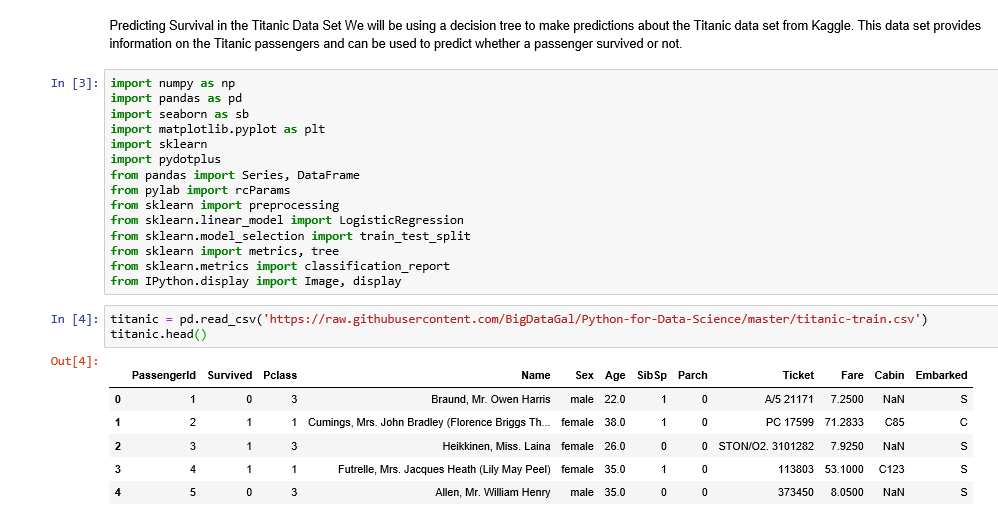 Predicting Survival in the Titanic Data Set We will be using a decision tree to make predictions about the Titanic data set from Kaggle. This data set provides
information on the Titanic passengers and can be used to predict whether a passenger survived or not.
In [3]: import numpy as np
import pandas as pd
import seaborn as sb
import matplotlib.pyplot as plt
import sklearn
import pydotplus
from pandas import Series, DataFrame
from pylab import rcParams
from sklearn import preprocessing
from sklearn.linear_model import LogisticRegression
from sklearn.model_selection import train_test_split
from sklearn import metrics, tree
from sklearn.metrics import classification_report
from IPython.display import Image, display
In [4]: titanic = pd.read_csv('https://raw.githubusercontent.com/BigDataGal/Python-for-Data-Science/master/titanic-train.csv')
titanic.head()
Out[4]:
PassengerId Survived Pclass Name Sex Age SibSp Parch Ticket Fare Cabin Embarked
0 1 0 3 Braund, Mr. Owen Harris male 22.0 1 0 A/5 21171 7.2500 NaN S
1 2 1 1 Cumings, Mrs. John Bradley (Florence Briggs Th... female 38.0 1 0 PC 17599 71.2833 C85 C
2 3 1 3 Heikkinen, Miss. Laina female 26.0 0 0 STON/O2. 3101282 7.9250 NaN S
3 4 1 1 Futrelle, Mrs. Jacques Heath (Lily May Peel) female 35.0 1 0 113803 53.1000 C123 S
4 5 0 3 Allen, Mr. William Henry male 35.0 0 0 373450 8.0500 NaN S